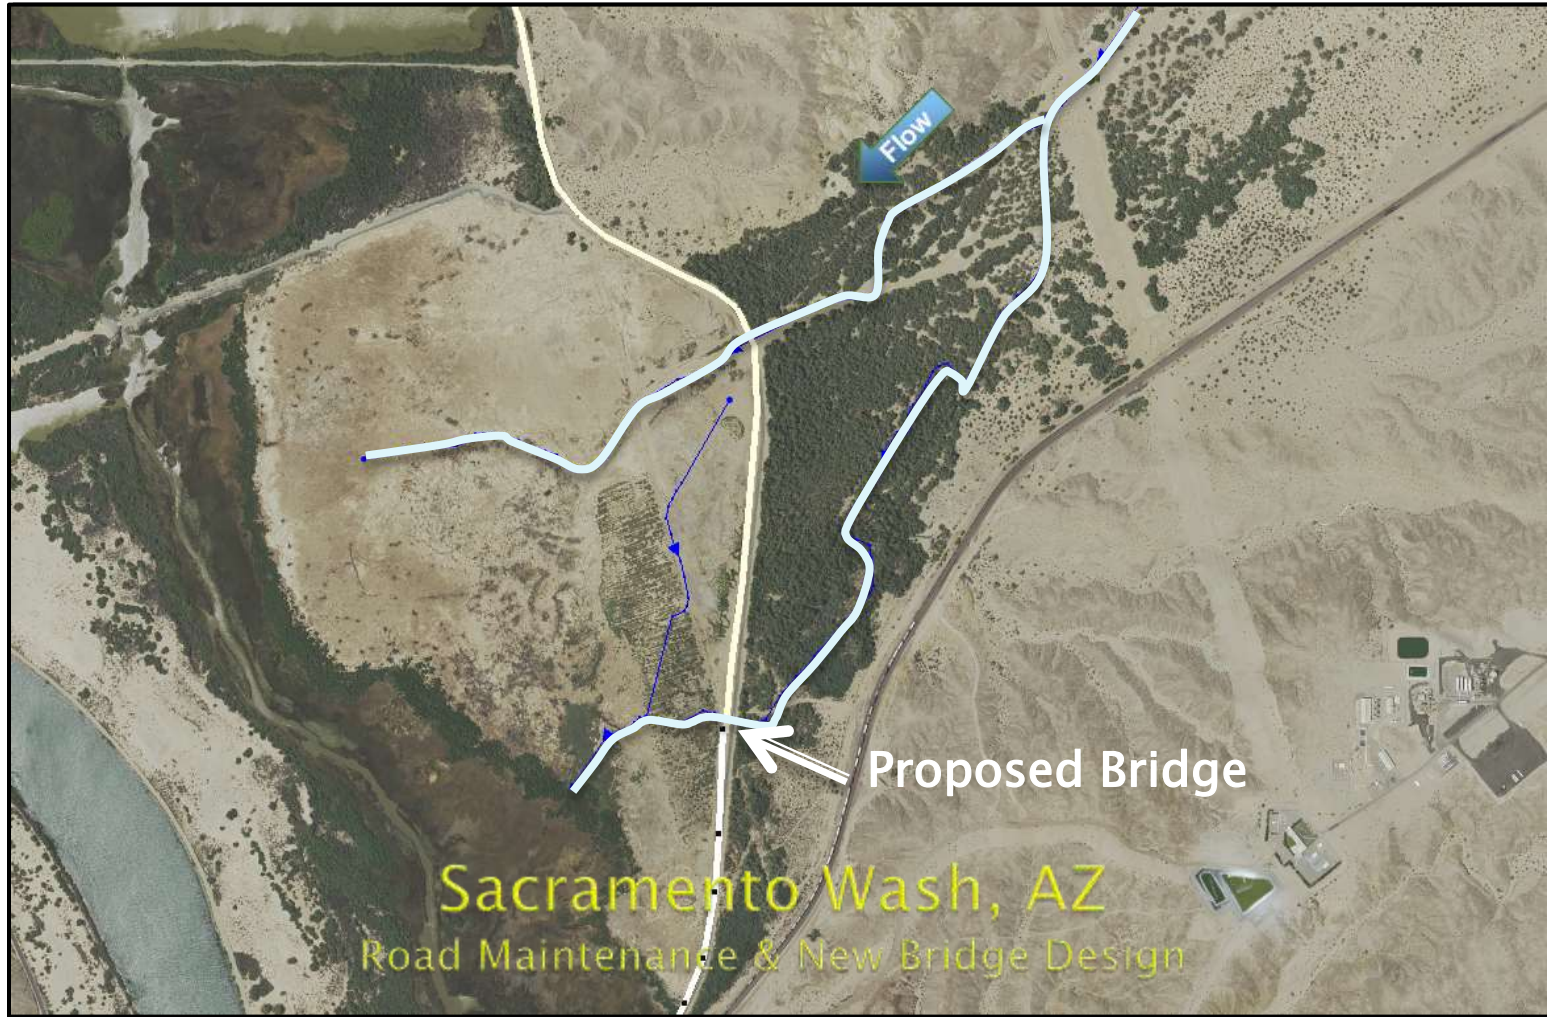 Flow
Proposed Bridge
Sacramento Wash, AZ
Road Maintenance & New Bridge Design